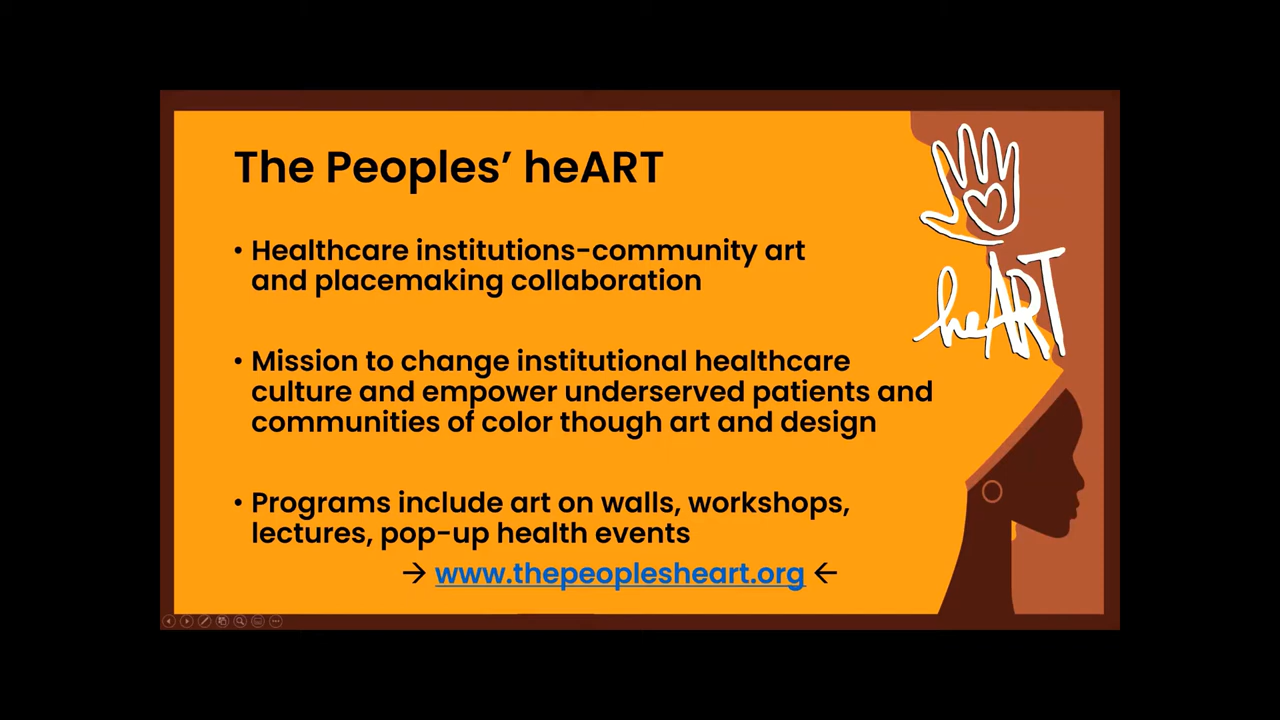 The Peoples’ heART
• Healthcare institutions-community art
and placemaking collaboration
• Mission to change institutional healthcare
culture and empower underserved patients and
communities of color though art and design
• Programs include art on walls, workshops,
lectures, pop-up health events
→ www.thepeoplesheart.org ←
heART